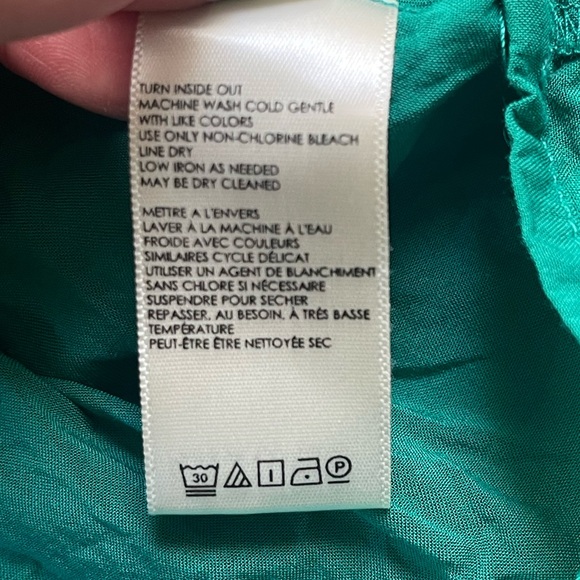 TURN INSIDE OUT
MACHINE WASH COLD GENTLE
WITH LIKE COLORS
USE ONLY NON-CHLORINE BLEACH
LINE DRY
LOW IRON AS NEEDED
MAY BE DRY CLEANED
METTRE A L'ENVERS
LAVER À LA MACHINE À L'EAU
FROIDE AVEC COULEURS
SIMILAIRES CYCLE DÉLICAT
UTILISER UN AGENT DE BLANCHIMENT
SANS CHLORE SI NÉCESSAIRE
SUSPENDRE POUR SECHER
REPASSER, AU BESOIN, À TRÈS BASSE
TEMPÉRATURE
PEUT-ÊTRE ÊTRE NETTOYÉE SEC
30 P